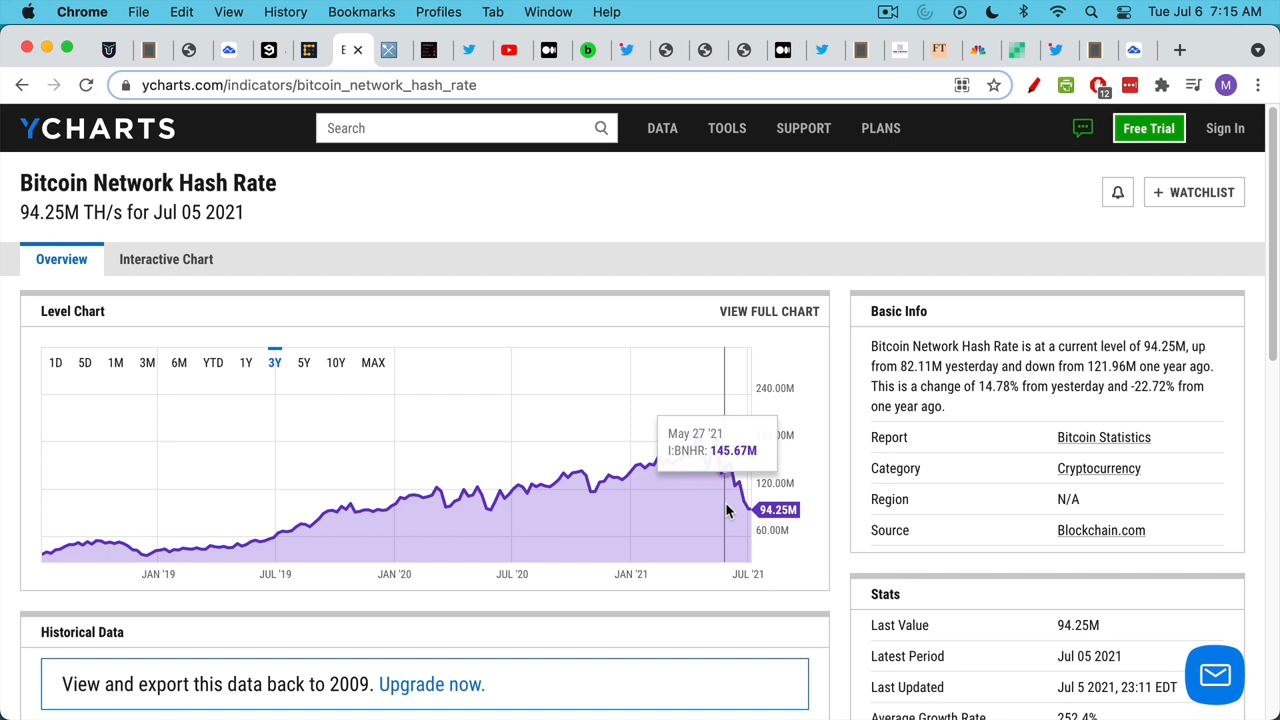 Chrome File Edit View History Bookmarks Profiles Tab Window Help Tue Jul 6 7:15 AM
ycharts.com/indicators/bitcoin_network_hash_rate
12
M
YCHARTS
Search
DATA TOOLS SUPPORT PLANS
Free Trial
Sign In
Bitcoin Network Hash Rate
94.25M TH/s for Jul 05 2021
+ WATCHLIST
Overview
Interactive Chart
Level Chart
VIEW FULL CHART
1D 5D 1M 3M 6M YTD 1Y 3Y 5Y 10Y MAX
240.00M
May 27 '21
I:BNHR: 145.67M
120.00M
94.25M
60.00M
JAN '19 JUL '19 JAN '20 JUL '20 JAN '21 JUL '21
Historical Data
View and export this data back to 2009. Upgrade now.
Basic Info
Bitcoin Network Hash Rate is at a current level of 94.25M, up
from 82.11M yesterday and down from 121.96M one year ago.
This is a change of 14.78% from yesterday and -22.72% from
one year ago.
Report Bitcoin Statistics
Category Cryptocurrency
Region N/A
Source Blockchain.com
Stats
Last Value 94.25M
Latest Period Jul 05 2021
Last Updated Jul 5 2021, 23:11 EDT
Average Growth Rate 252.4%